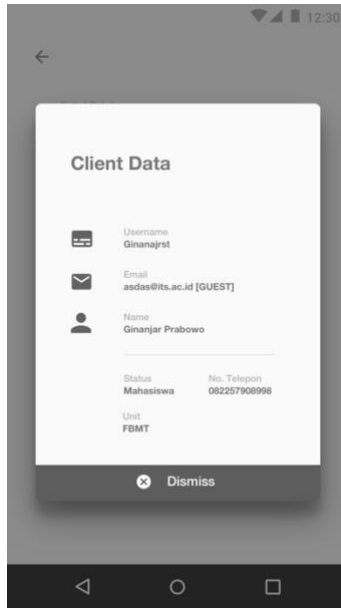 12:30
Client Data
Username
Ginanajrst
Email
asdas@its.ac.id [GUEST]
Name
Ginanjar Prabowo
Status No. Telepon
Mahasiswa 082257908998
Unit
FBMT
Dismiss